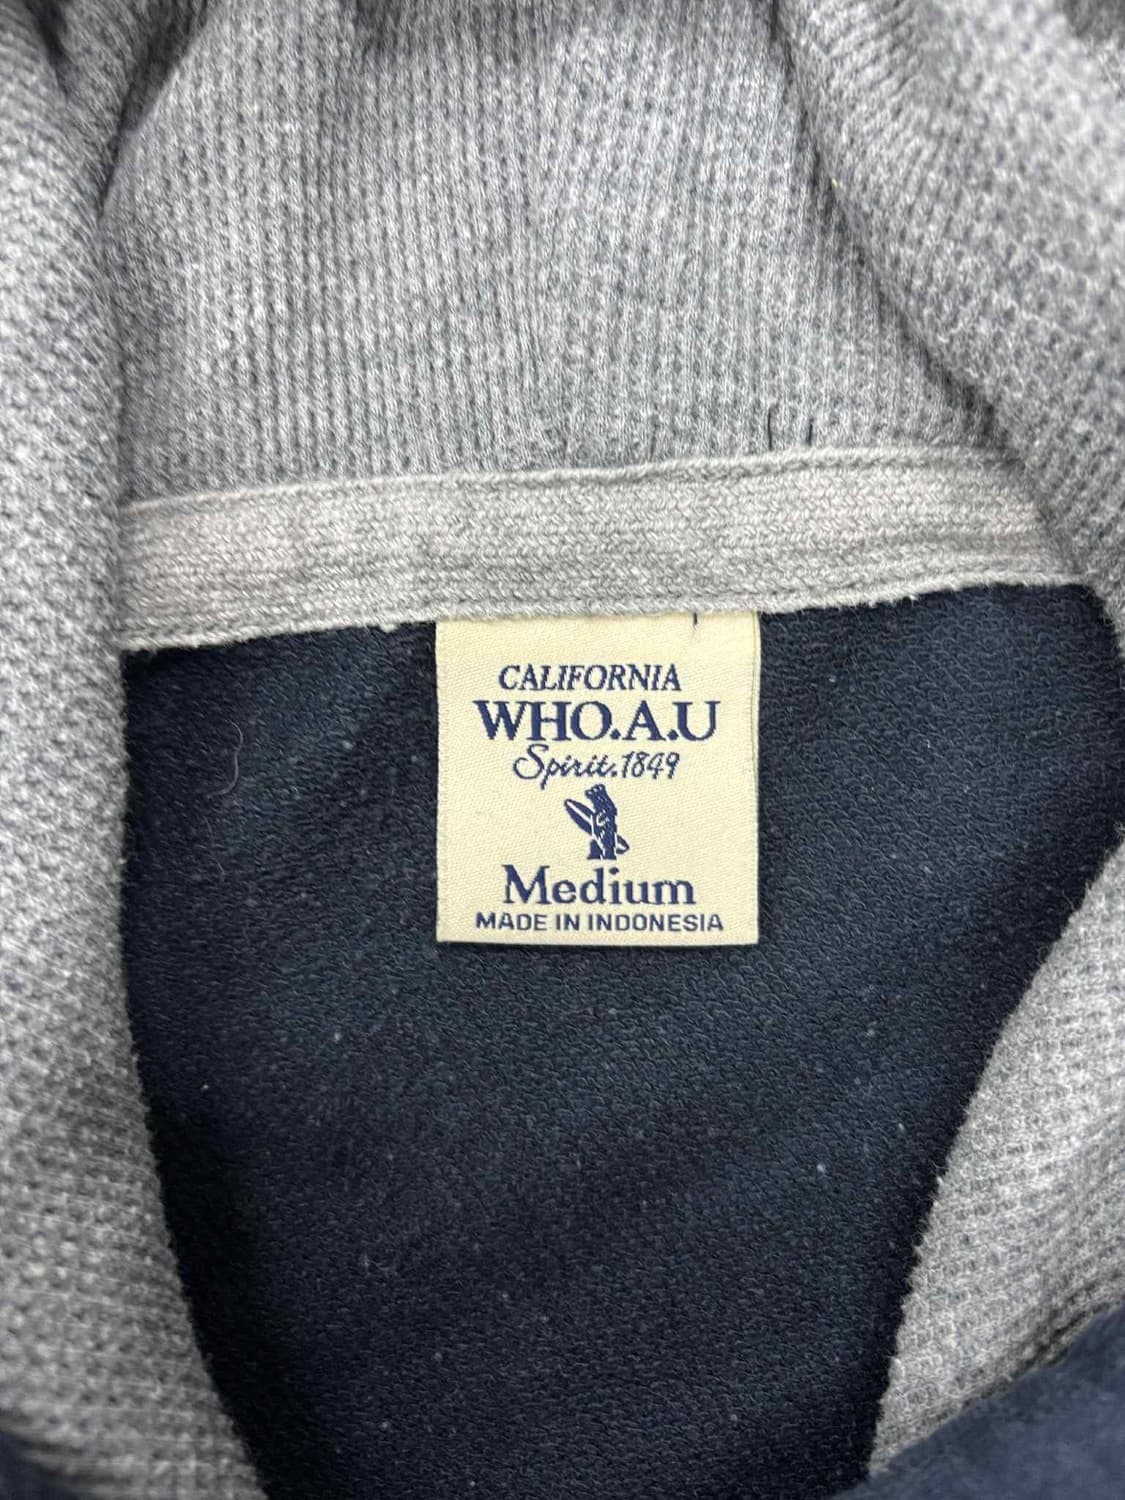 CALIFORNIA
WHO.A.U
Spirit.1849
Medium
MADE IN INDONESIA